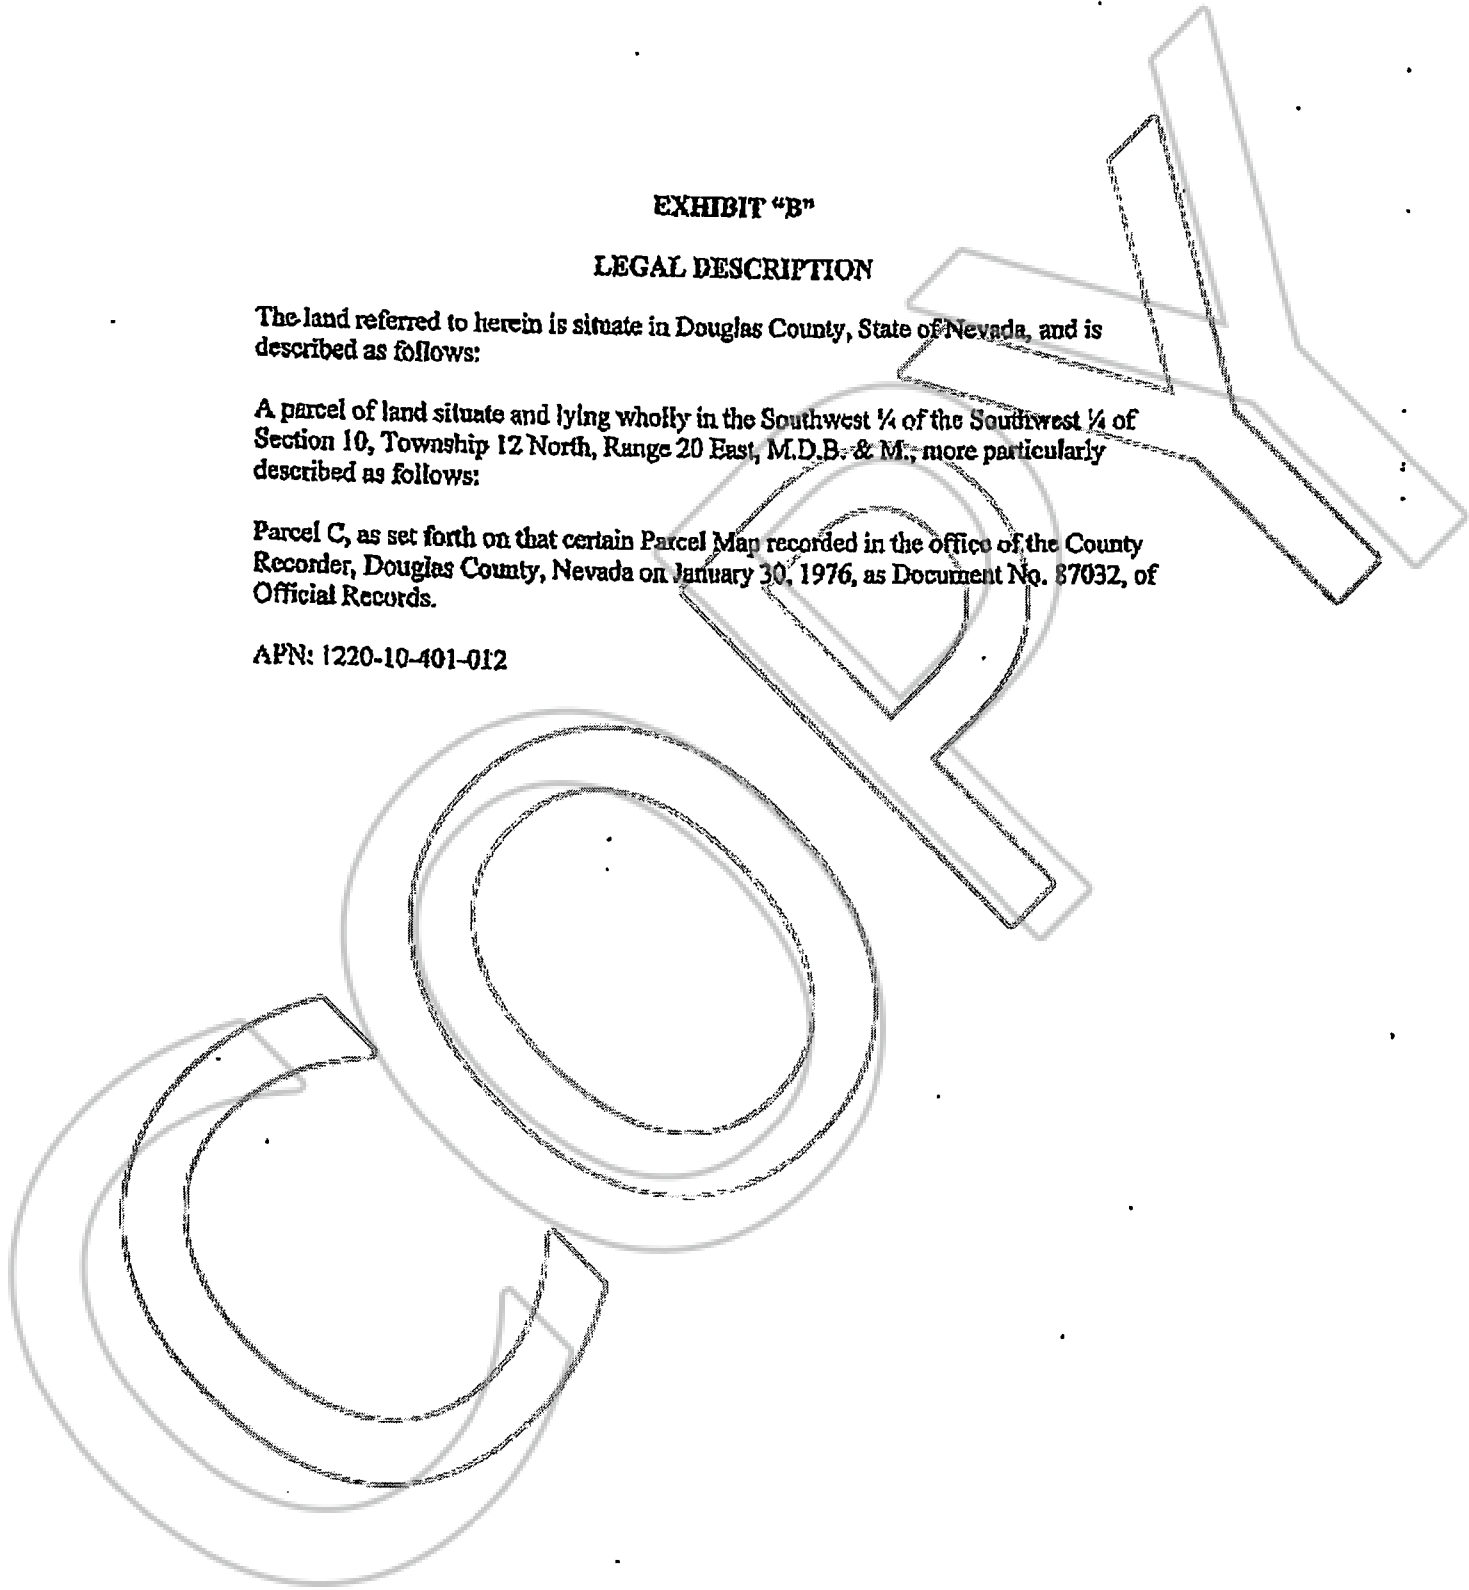 EXHIBIT “B”
LEGAL DESCRIPTION
The land referred to herein is situate in Douglas County, State of Nevada, and is
described as follows:
A parcel of land situate and lying wholly in the Southwest ¼ of the Southwest ¼ of
Section 10, Township 12 North, Range 20 East, M.D.B. & M., more particularly
described as follows:
Parcel C, as set forth on that certain Parcel Map recorded in the office of the County
Recorder, Douglas County, Nevada on January 30, 1976, as Document No. 87032, of
Official Records.
APN: 1220-10-401-012
COPY
COPY